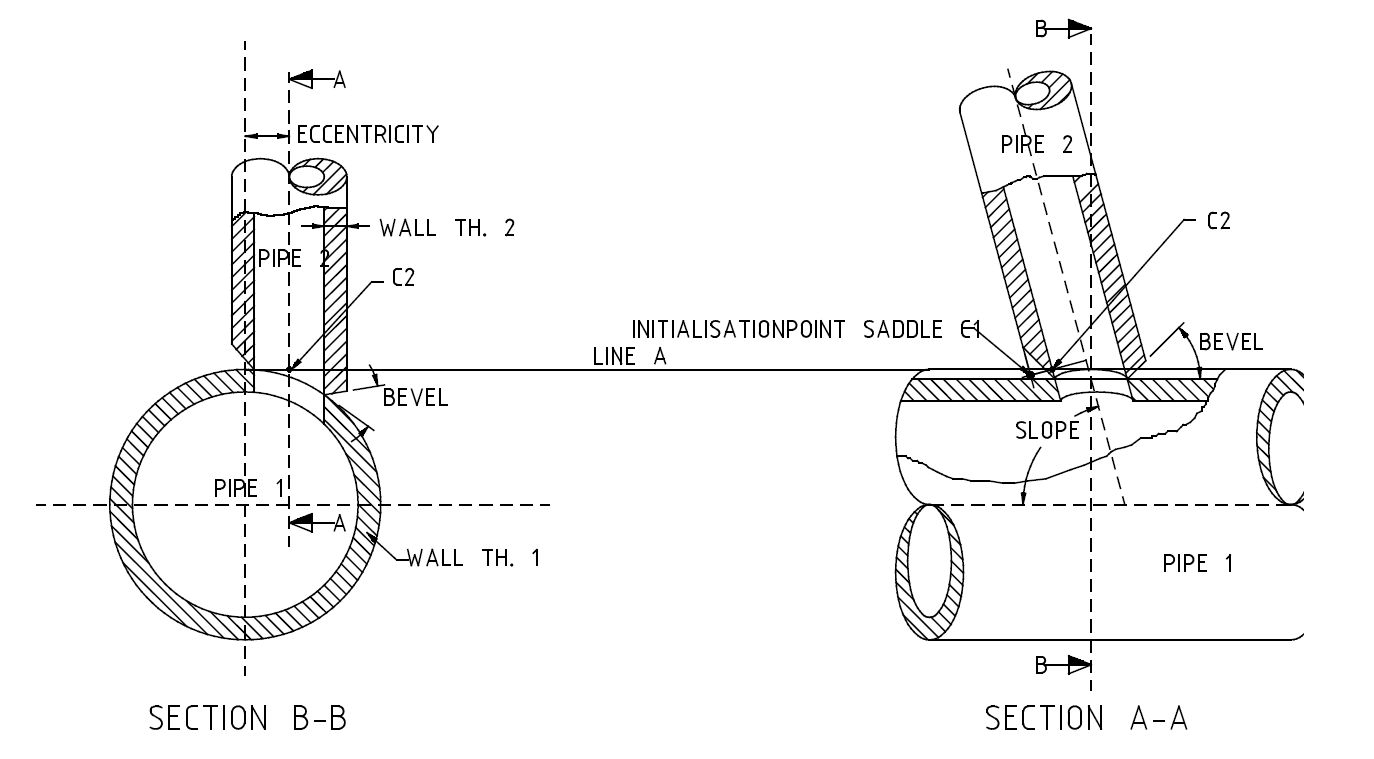 B
A
ECCENTRICITY
PIPE 2
WALL TH. 2
C2
PIPE 2
C2
INITIALISATIONPOINT SADDLE C1
LINE A
BEVEL
BEVEL
SLOPE
PIPE 1
A
WALL TH. 1
PIPE 1
B
SECTION B-B
SECTION A-A